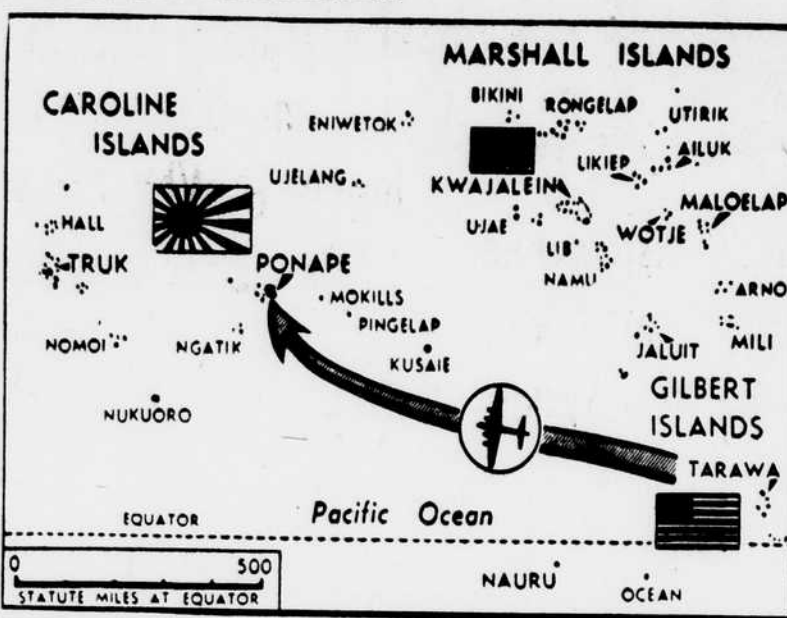 MARSHALL ISLANDS
CAROLINE
ISLANDS
BIKINI
RONGELAP
UTIRIK
ENIWETOK
AILUK
LIKIEP
UJELANG
KWAJALEIN
MALOELAP
HALL
UJAE
WOTJE
TRUK
LIB
PONAPE
NAMU
ARNO
MOKILLS
PINGELAP
NOMOI
NGATIK
JALUIT
MILI
KUSAIE
GILBERT
ISLANDS
NUKUORO
TARAWA
EQUATOR
Pacific Ocean
0 500
STATUTE MILES AT EQUATOR
NAURU
OCEAN